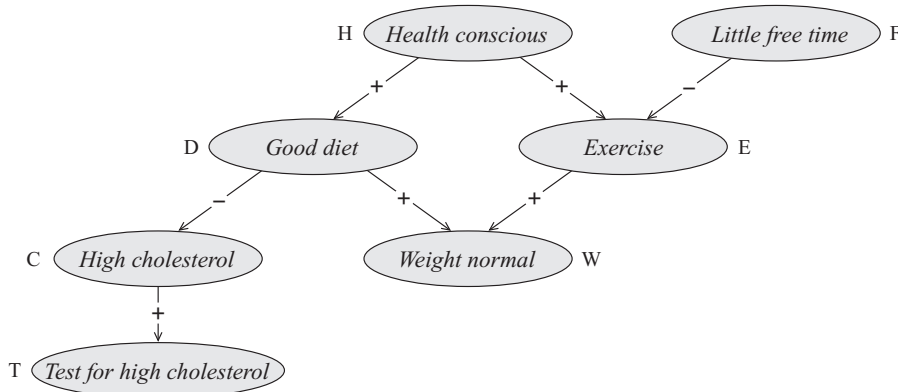 H Health conscious Little free time F
+ + −
D Good diet Exercise E
− + +
C High cholesterol Weight normal W
+
T Test for high cholesterol